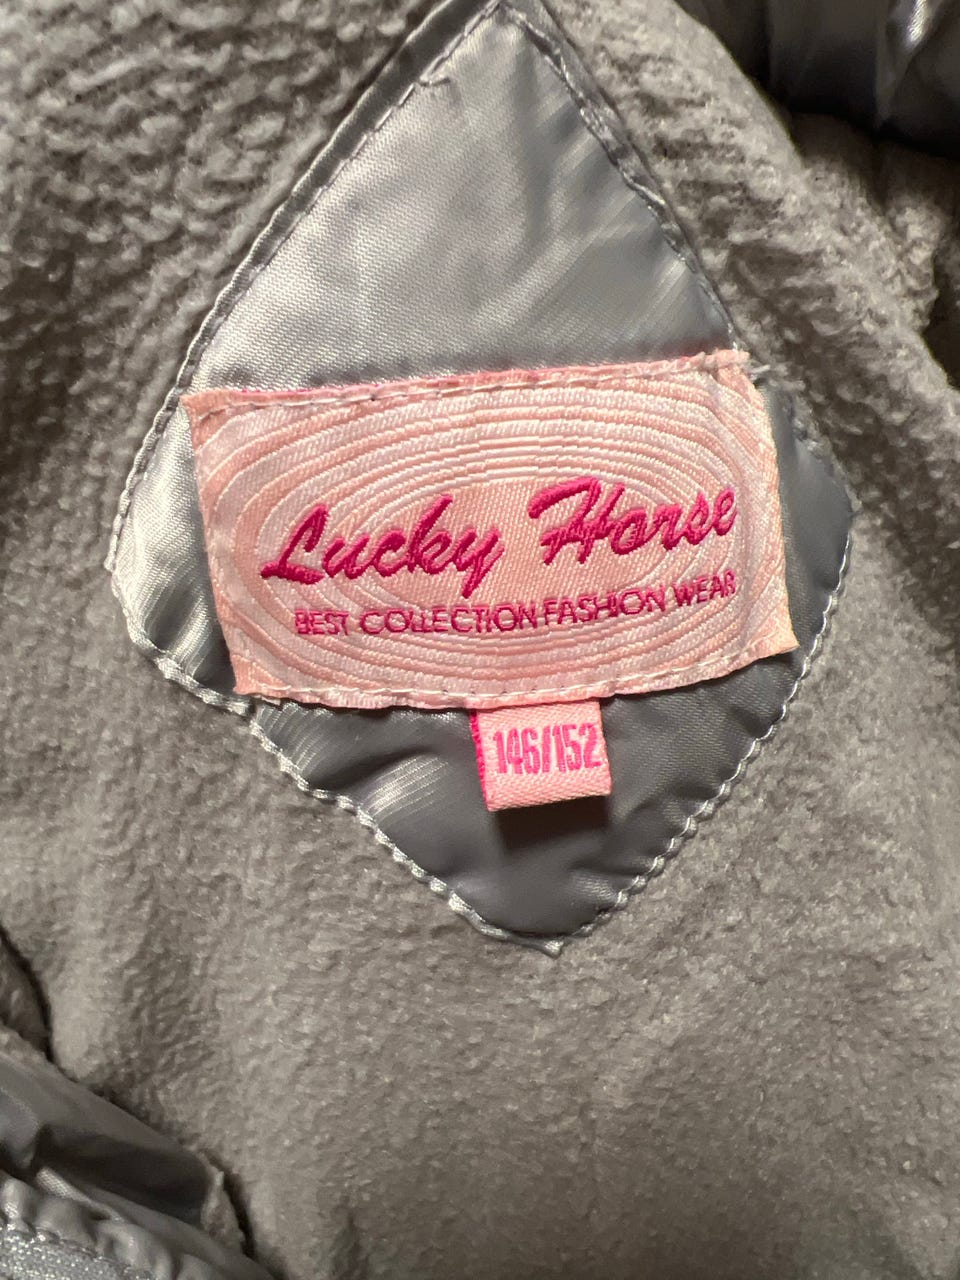 Lucky Horse
BEST COLLECTION FASHION WEAR
146/152